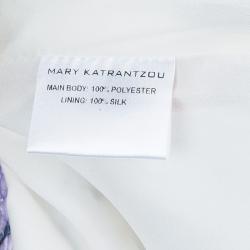 MARY KATRANTZOU
MAIN BODY: 100% POLYESTER
LINING: 100% SILK